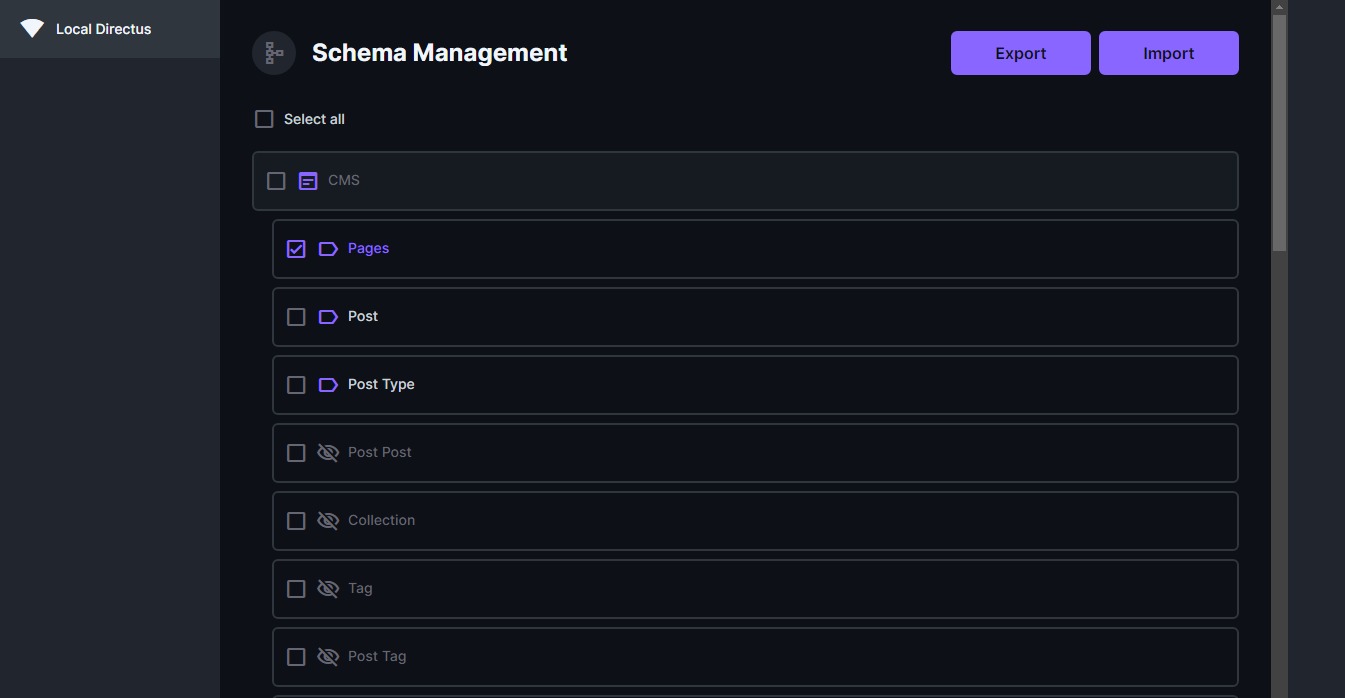 Local Directus
Schema Management
Export
Import
Select all
CMS
Pages
Post
Post Type
Post Post
Collection
Tag
Post Tag